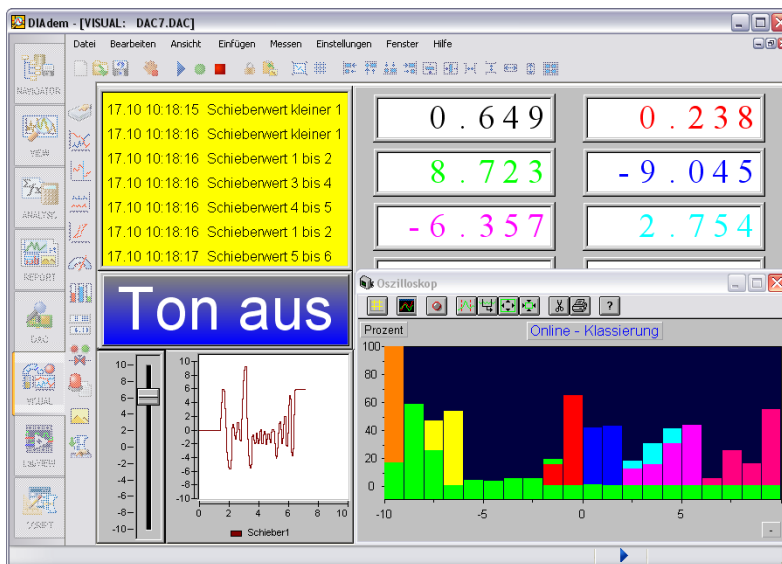 DIAdem - [VISUAL: DAC7.DAC]
Datei Bearbeiten Ansicht Einfügen Messen Einstellungen Fenster Hilfe
NAVIGATOR
VIEW
ANALYSIS
REPORT
DAC
VISUAL
LabVIEW
SCRIPT
17.10 10:18:15 Schieberwert kleiner 1
17.10 10:18:16 Schieberwert kleiner 1
17.10 10:18:16 Schieberwert 1 bis 2
17.10 10:18:16 Schieberwert 3 bis 4
17.10 10:18:16 Schieberwert 4 bis 5
17.10 10:18:16 Schieberwert 1 bis 2
17.10 10:18:17 Schieberwert 5 bis 6
0.649
0.238
8.723
-9.045
-6.357
2.754
Ton aus
10
8
6
4
2
0
-2
-4
-6
-8
-10
10
8
6
4
2
0
-2
-4
-6
-8
-10
0 2 4 6 8 10
Schieber1
Oszilloskop
Prozent
Online - Klassierung
100
80
60
40
20
0
-10 -5 0 5